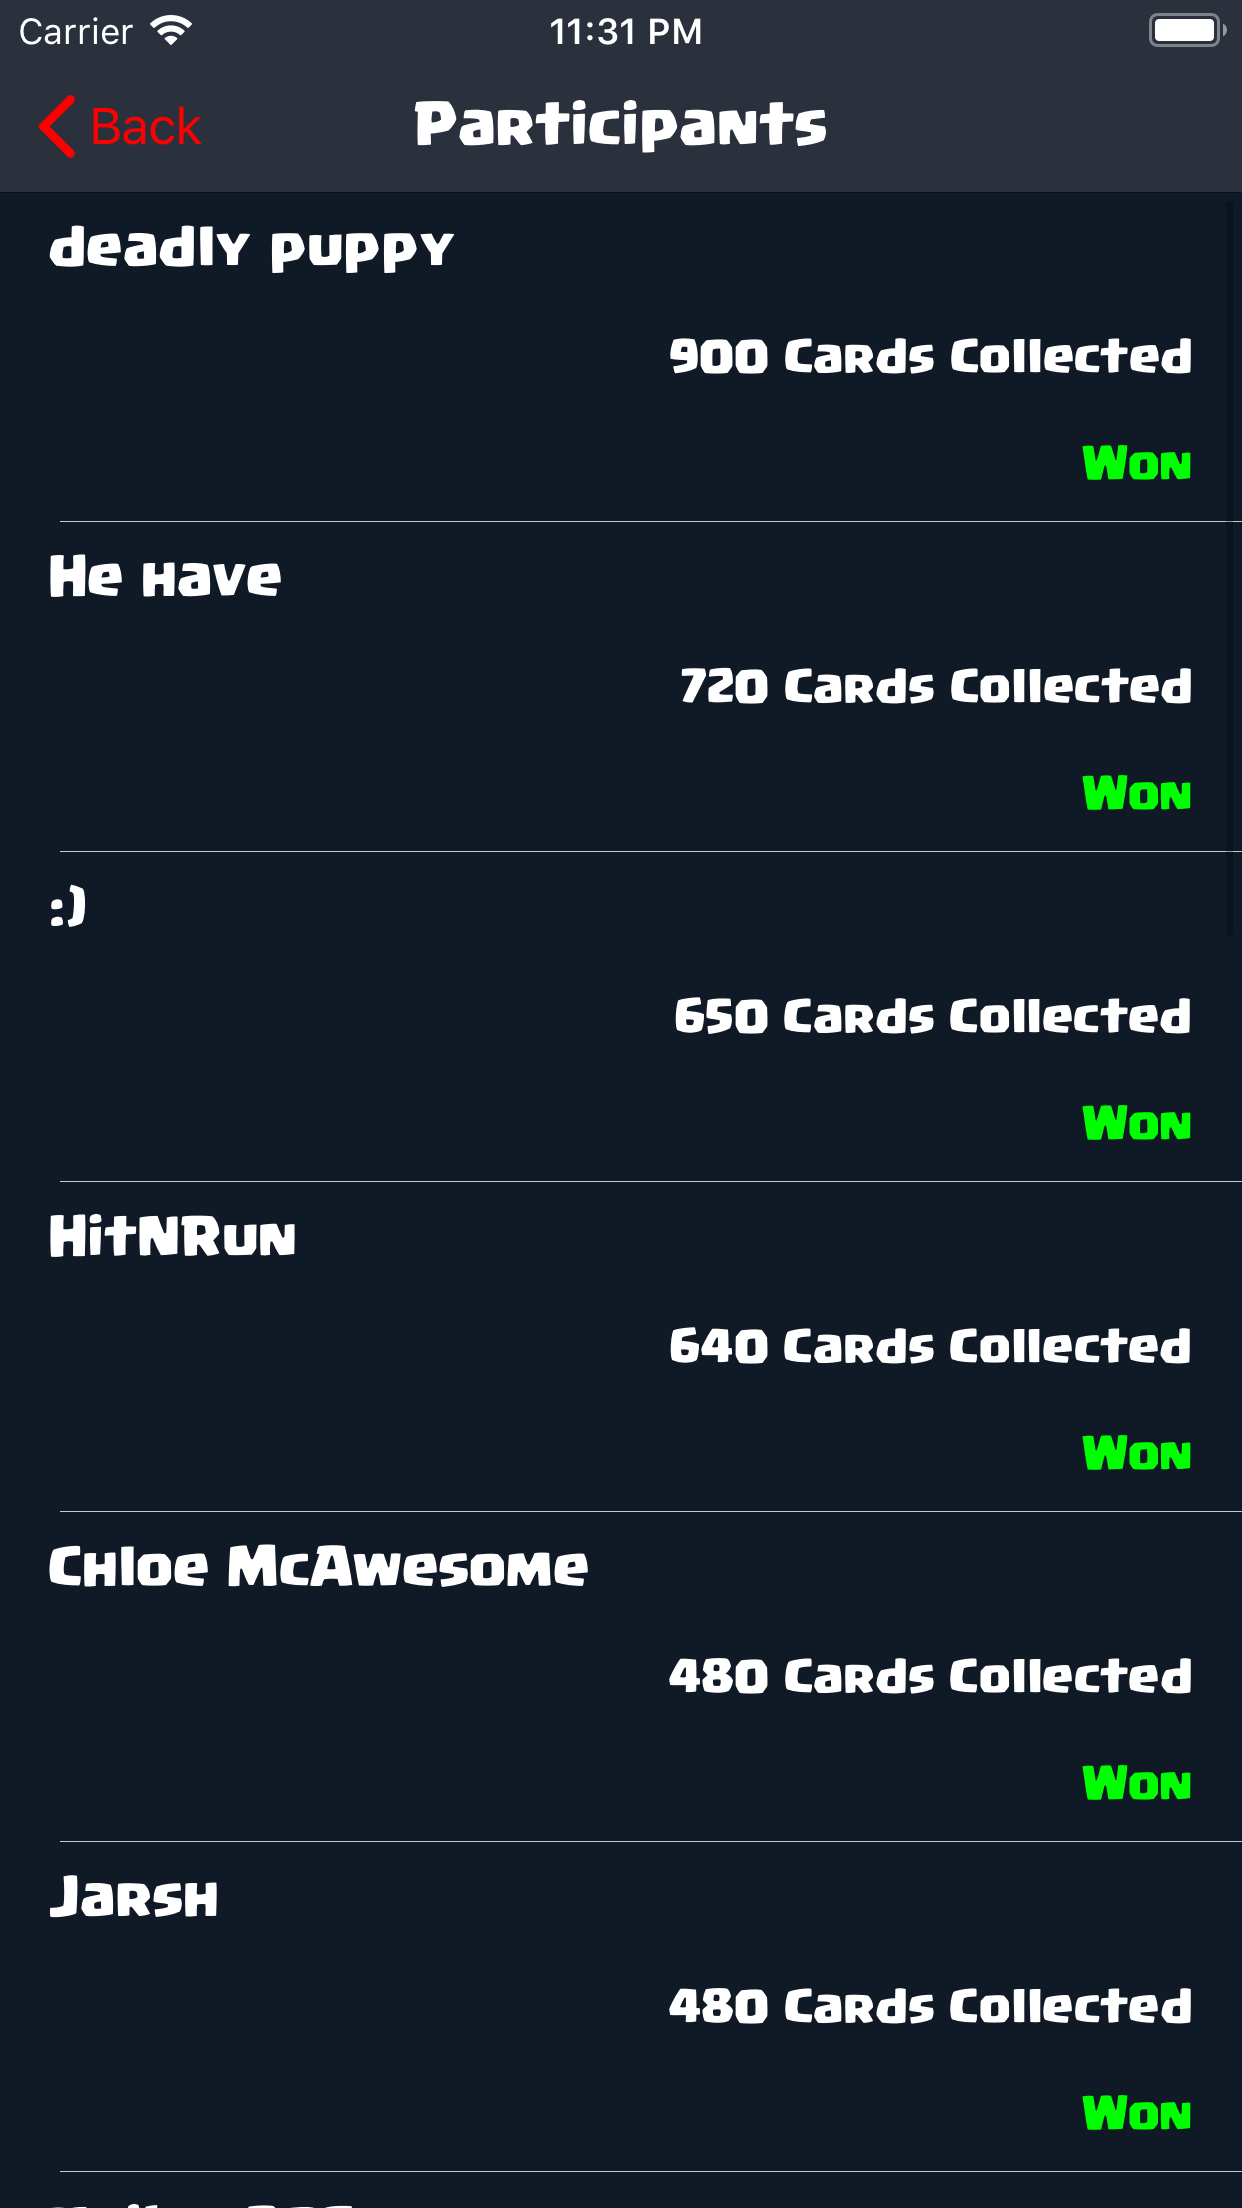 Carrier 11:31 PM
Back Participants
deadly puppy
900 Cards Collected
Won
He have
720 Cards Collected
Won
:)
650 Cards Collected
Won
HitNRun
640 Cards Collected
Won
Chloe McAwesome
480 Cards Collected
Won
Jarsh
480 Cards Collected
Won